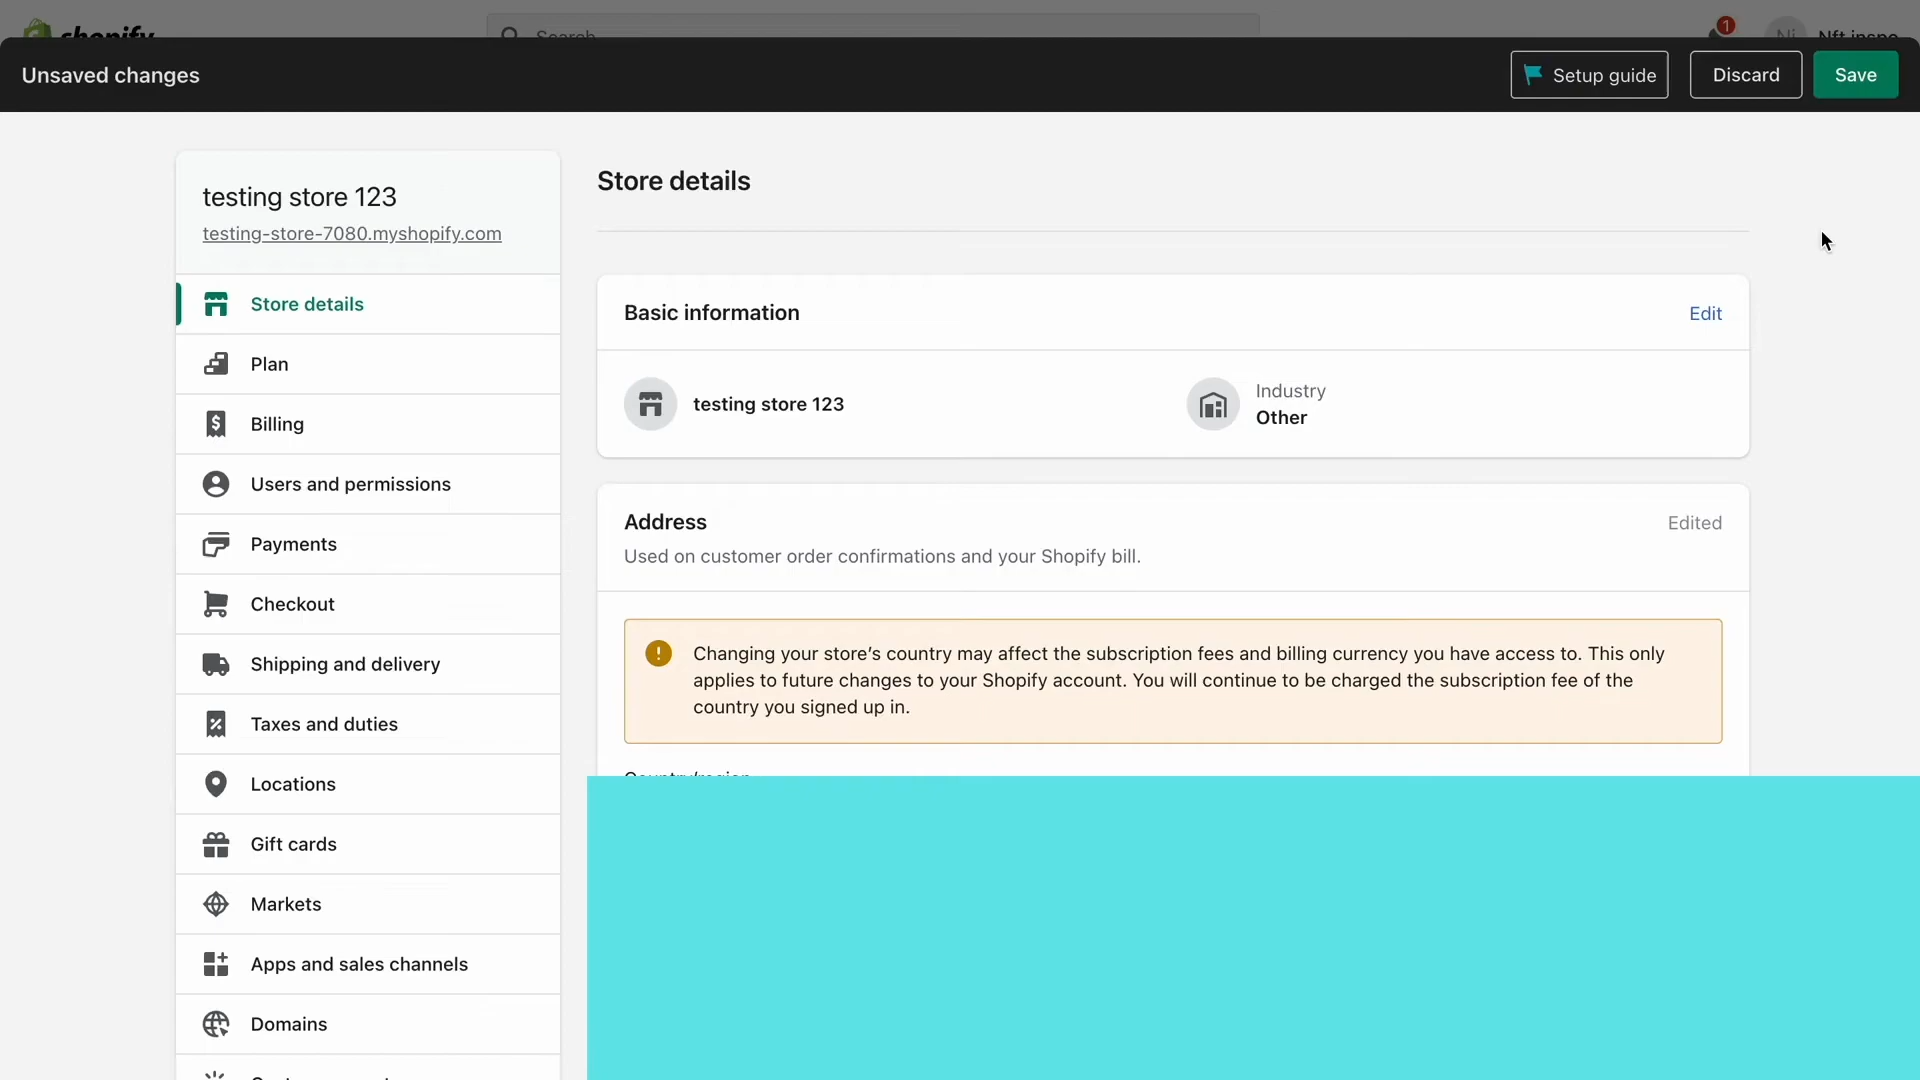 shopify
Search
1
Unsaved changes
Setup guide
Discard
Save
testing store 123
testing-store-7080.myshopify.com
Store details
Plan
Billing
Users and permissions
Payments
Checkout
Shipping and delivery
Taxes and duties
Locations
Gift cards
Markets
Apps and sales channels
Domains
Store details
Basic information
Edit
testing store 123
Industry
Other
Address
Edited
Used on customer order confirmations and your Shopify bill.
Changing your store's country may affect the subscription fees and billing currency you have access to. This only
applies to future changes to your Shopify account. You will continue to be charged the subscription fee of the
country you signed up in.
Country/region